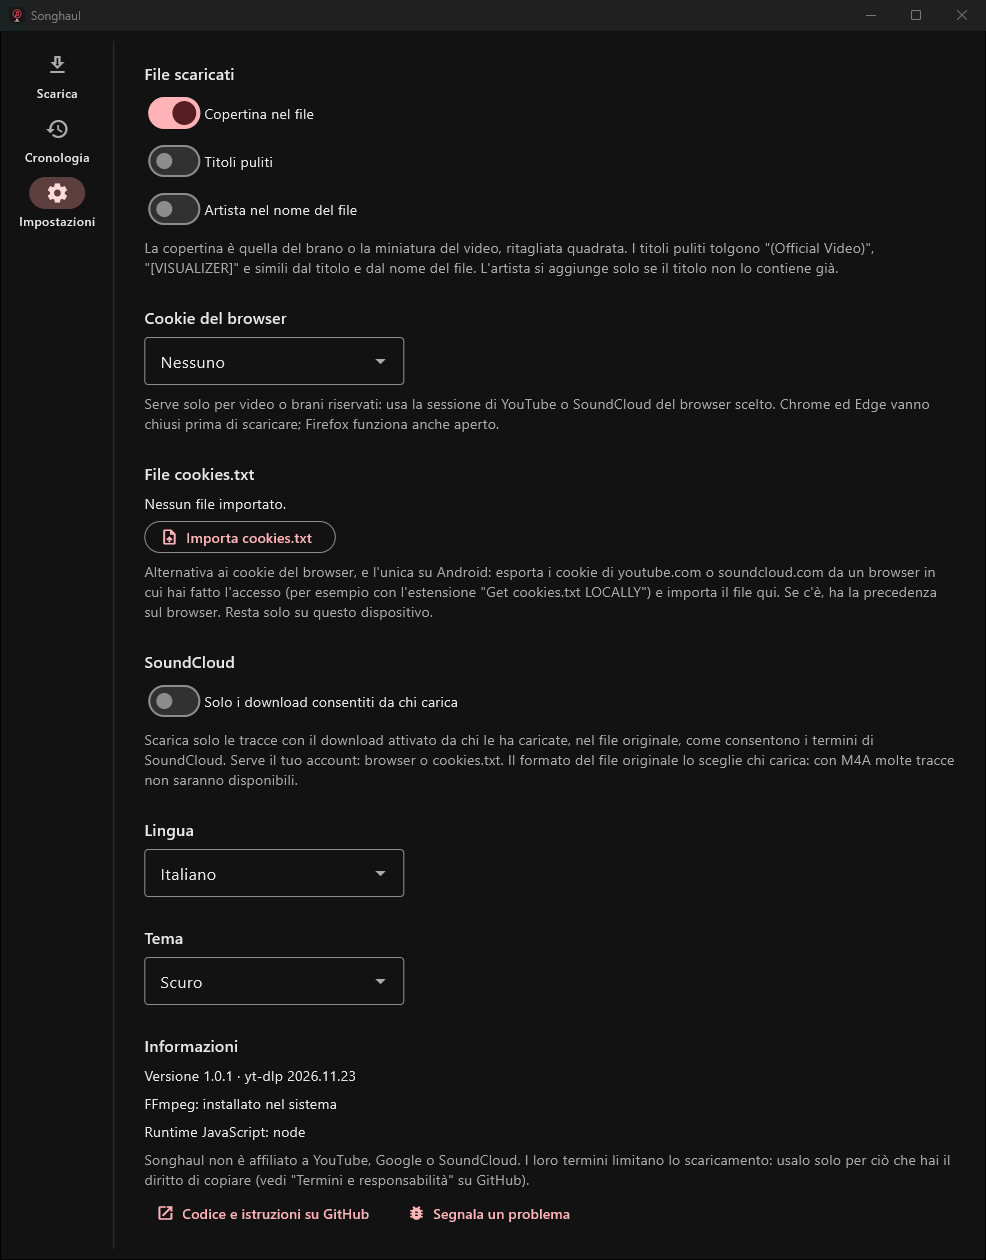 Songhaul
Scarica
Cronologia
Impostazioni
File scaricati
Copertina nel file
Titoli puliti
Artista nel nome del file
La copertina è quella del brano o la miniatura del video, ritagliata quadrata. I titoli puliti tolgono "(Official Video)",
"[VISUALIZER]" e simili dal titolo e dal nome del file. L'artista si aggiunge solo se il titolo non lo contiene già.
Cookie del browser
Nessuno
Serve solo per video o brani riservati: usa la sessione di YouTube o SoundCloud del browser scelto. Chrome ed Edge vanno
chiusi prima di scaricare; Firefox funziona anche aperto.
File cookies.txt
Nessun file importato.
Importa cookies.txt
Alternativa ai cookie del browser, e l'unica su Android: esporta i cookie di youtube.com o soundcloud.com da un browser in
cui hai fatto l'accesso (per esempio con l'estensione "Get cookies.txt LOCALLY") e importa il file qui. Se c'è, ha la precedenza
sul browser. Resta solo su questo dispositivo.
SoundCloud
Solo i download consentiti da chi carica
Scarica solo le tracce con il download attivato da chi le ha caricate, nel file originale, come consentono i termini di
SoundCloud. Serve il tuo account: browser o cookies.txt. Il formato del file originale lo sceglie chi carica: con M4A molte tracce
non saranno disponibili.
Lingua
Italiano
Tema
Scuro
Informazioni
Versione 1.0.1 · yt-dlp 2026.11.23
FFmpeg: installato nel sistema
Runtime JavaScript: node
Songhaul non è affiliato a YouTube, Google o SoundCloud. I loro termini limitano lo scaricamento: usalo solo per ciò che hai il
diritto di copiare (vedi "Termini e responsabilità" su GitHub).
Codice e istruzioni su GitHub
Segnala un problema